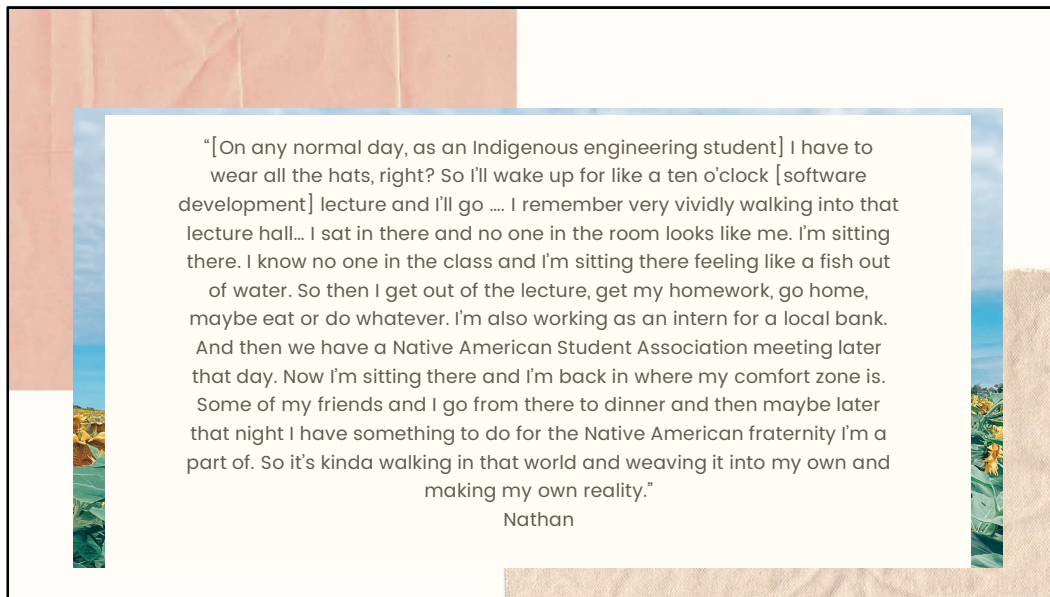 “[On any normal day, as an Indigenous engineering student] I have to
wear all the hats, right? So I’ll wake up for like a ten o’clock [software
development] lecture and I'll go .... I remember very vividly walking into that
lecture hall... I sat in there and no one in the room looks like me. I’m sitting
there. I know no one in the class and I’m sitting there feeling like a fish out
of water. So then I get out of the lecture, get my homework, go home,
maybe eat or do whatever. I’m also working as an intern for a local bank.
And then we have a Native American Student Association meeting later
that day. Now I’m sitting there and I’m back in where my comfort zone is.
Some of my friends and I go from there to dinner and then maybe later
that night I have something to do for the Native American fraternity I’m a
part of. So it’s kinda walking in that world and weaving it into my own and
making my own reality.”
Nathan